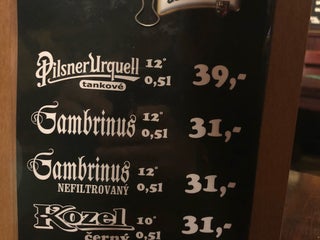 Pilsner Urquell 12° 39,-
tankové 0,5l
Gambrinus 12° 31,-
0,5l
Gambrinus 12° 31,-
NEFILTROVANÝ 0,5l
Kozel 10° 31,-
černý 0,5l